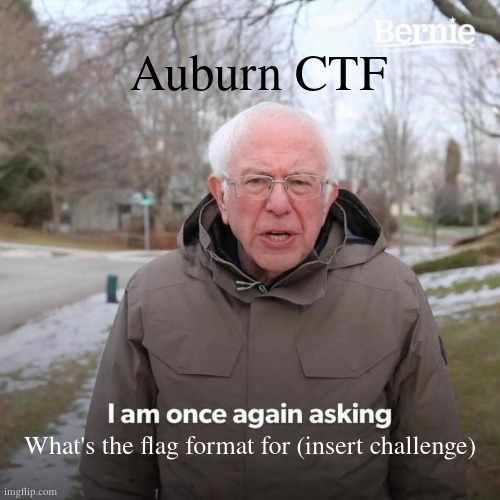 Bernie
Auburn CTF
I am once again asking
What's the flag format for (insert challenge)
imgflip.com